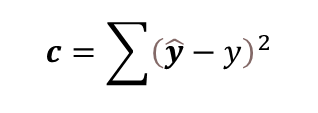 c = ∑(ŷ − y)²